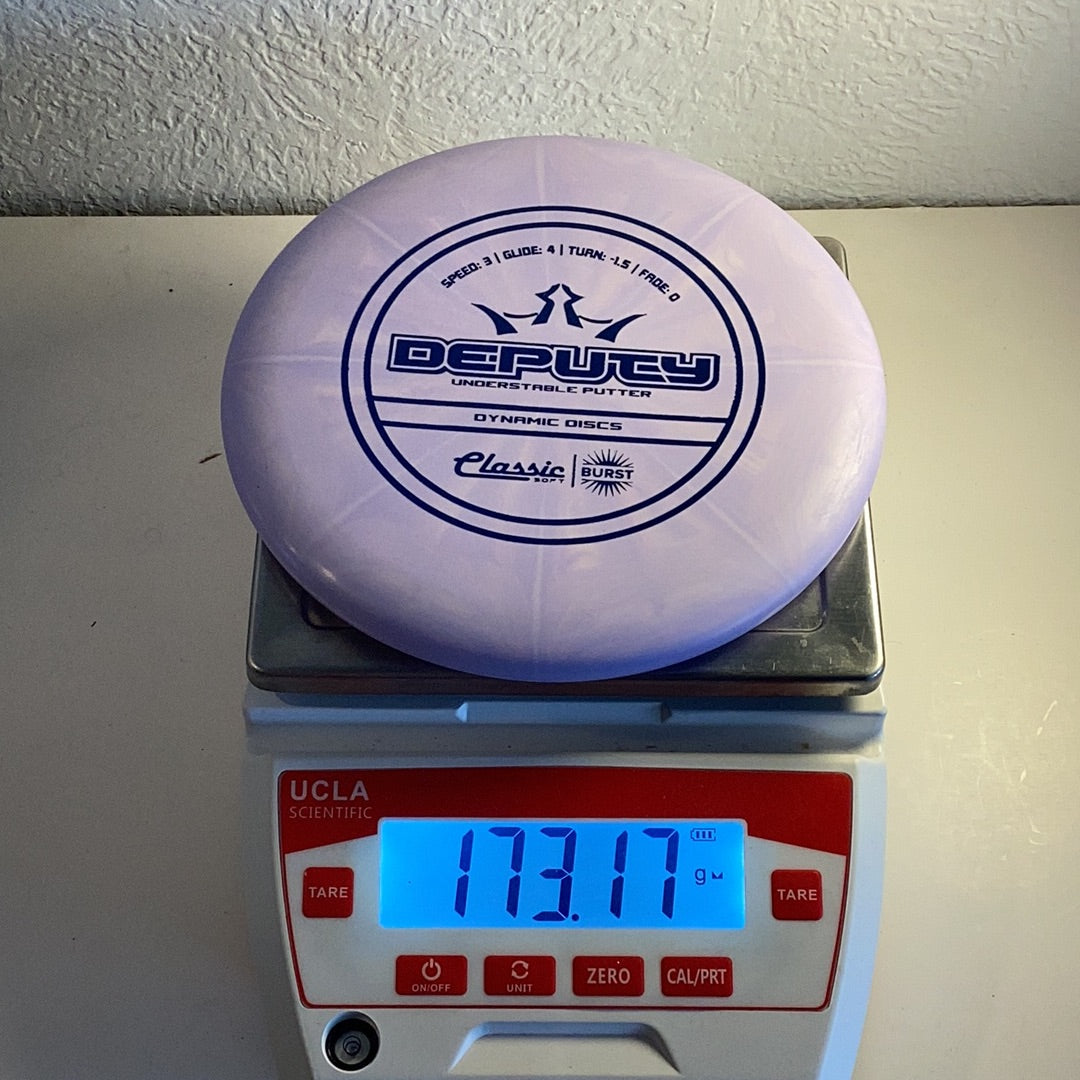 SPEED: 3 | GLIDE: 4 | TURN: -1.5 | FADE: 0
DEPUTY
UNDERSTABLE PUTTER
DYNAMIC DISCS
Classic SOFT | BURST
UCLA
SCIENTIFIC
173.17 g
TARE
TARE
ON/OFF
UNIT
ZERO
CAL/PRT